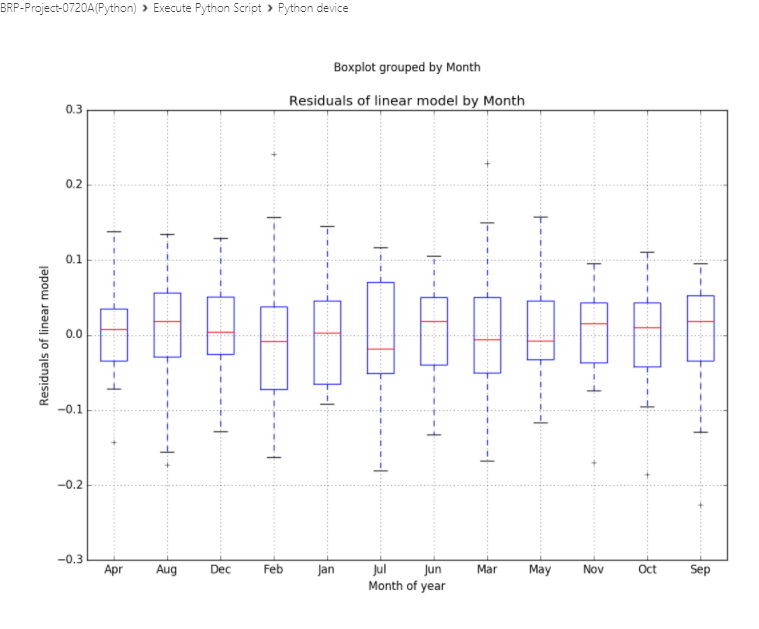 BRP-Project-0720A(Python) › Execute Python Script › Python device
Boxplot grouped by Month
Residuals of linear model by Month
0.3
0.2
0.1
0.0
−0.1
−0.2
−0.3
Residuals of linear model
Apr Aug Dec Feb Jan Jul Jun Mar May Nov Oct Sep
Month of year